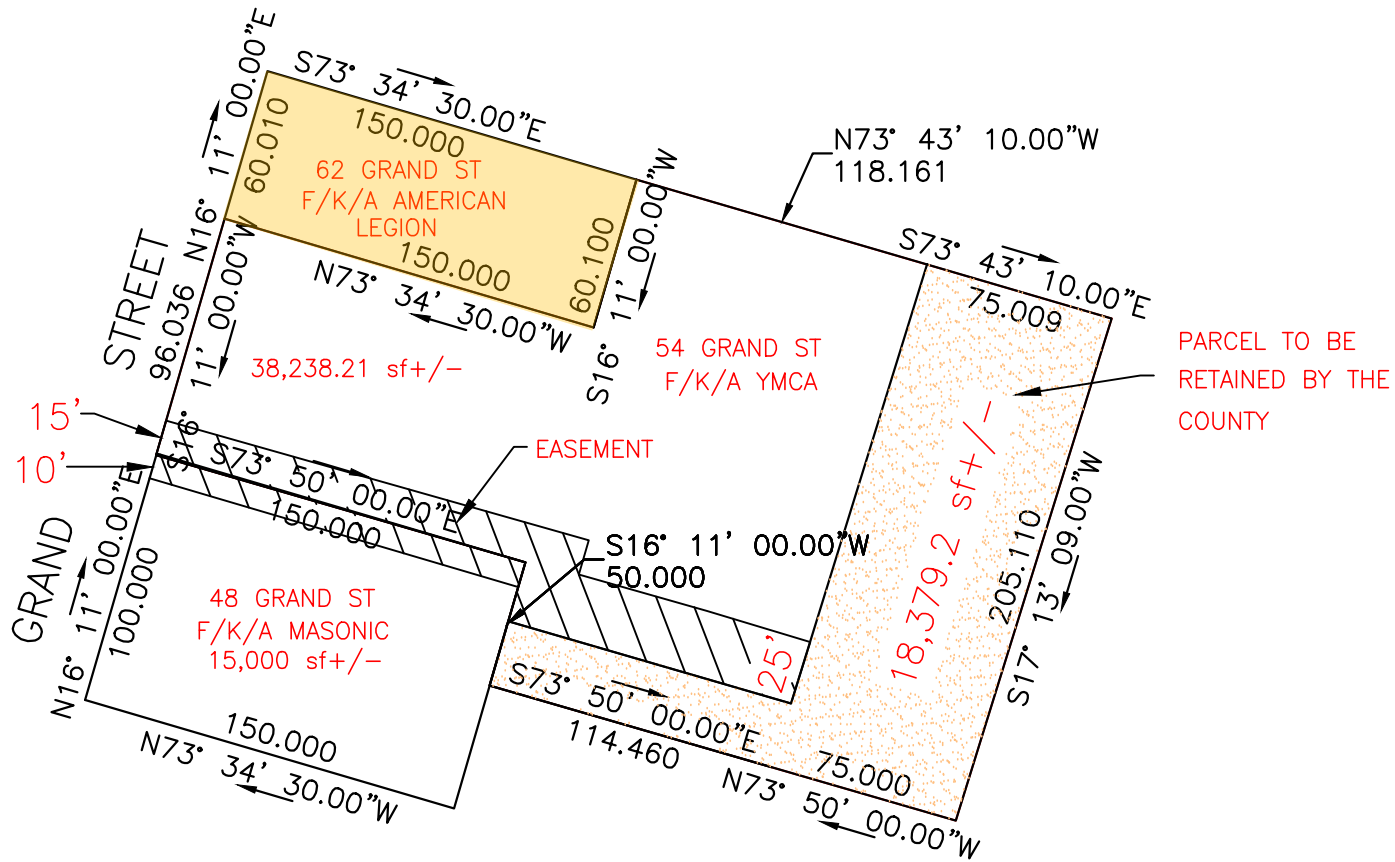 S73° 34' 30.00"E
150.000
N16° 11' 00.00"E
60.010
62 GRAND ST
F/K/A AMERICAN
LEGION
150.000
N73° 34' 30.00"W
60.100
S16° 11' 00.00"W
N73° 43' 10.00"W
118.161
S73° 43' 10.00"E
75.009
PARCEL TO BE
RETAINED BY THE
COUNTY
54 GRAND ST
F/K/A YMCA
38,238.21 sf+/-
GRAND STREET
96.036
S16° 11' 00.00"W
15'
10'
EASEMENT
S73° 50' 00.00"E
150.000
S16° 11' 00.00"W
50.000
18,379.2 sf+/-
205.110
S17° 13' 09.00"W
48 GRAND ST
F/K/A MASONIC
15,000 sf+/-
N16° 11' 00.00"E
100.000
150.000
N73° 34' 30.00"W
25'
S73° 50' 00.00"E
114.460
75.000
N73° 50' 00.00"W